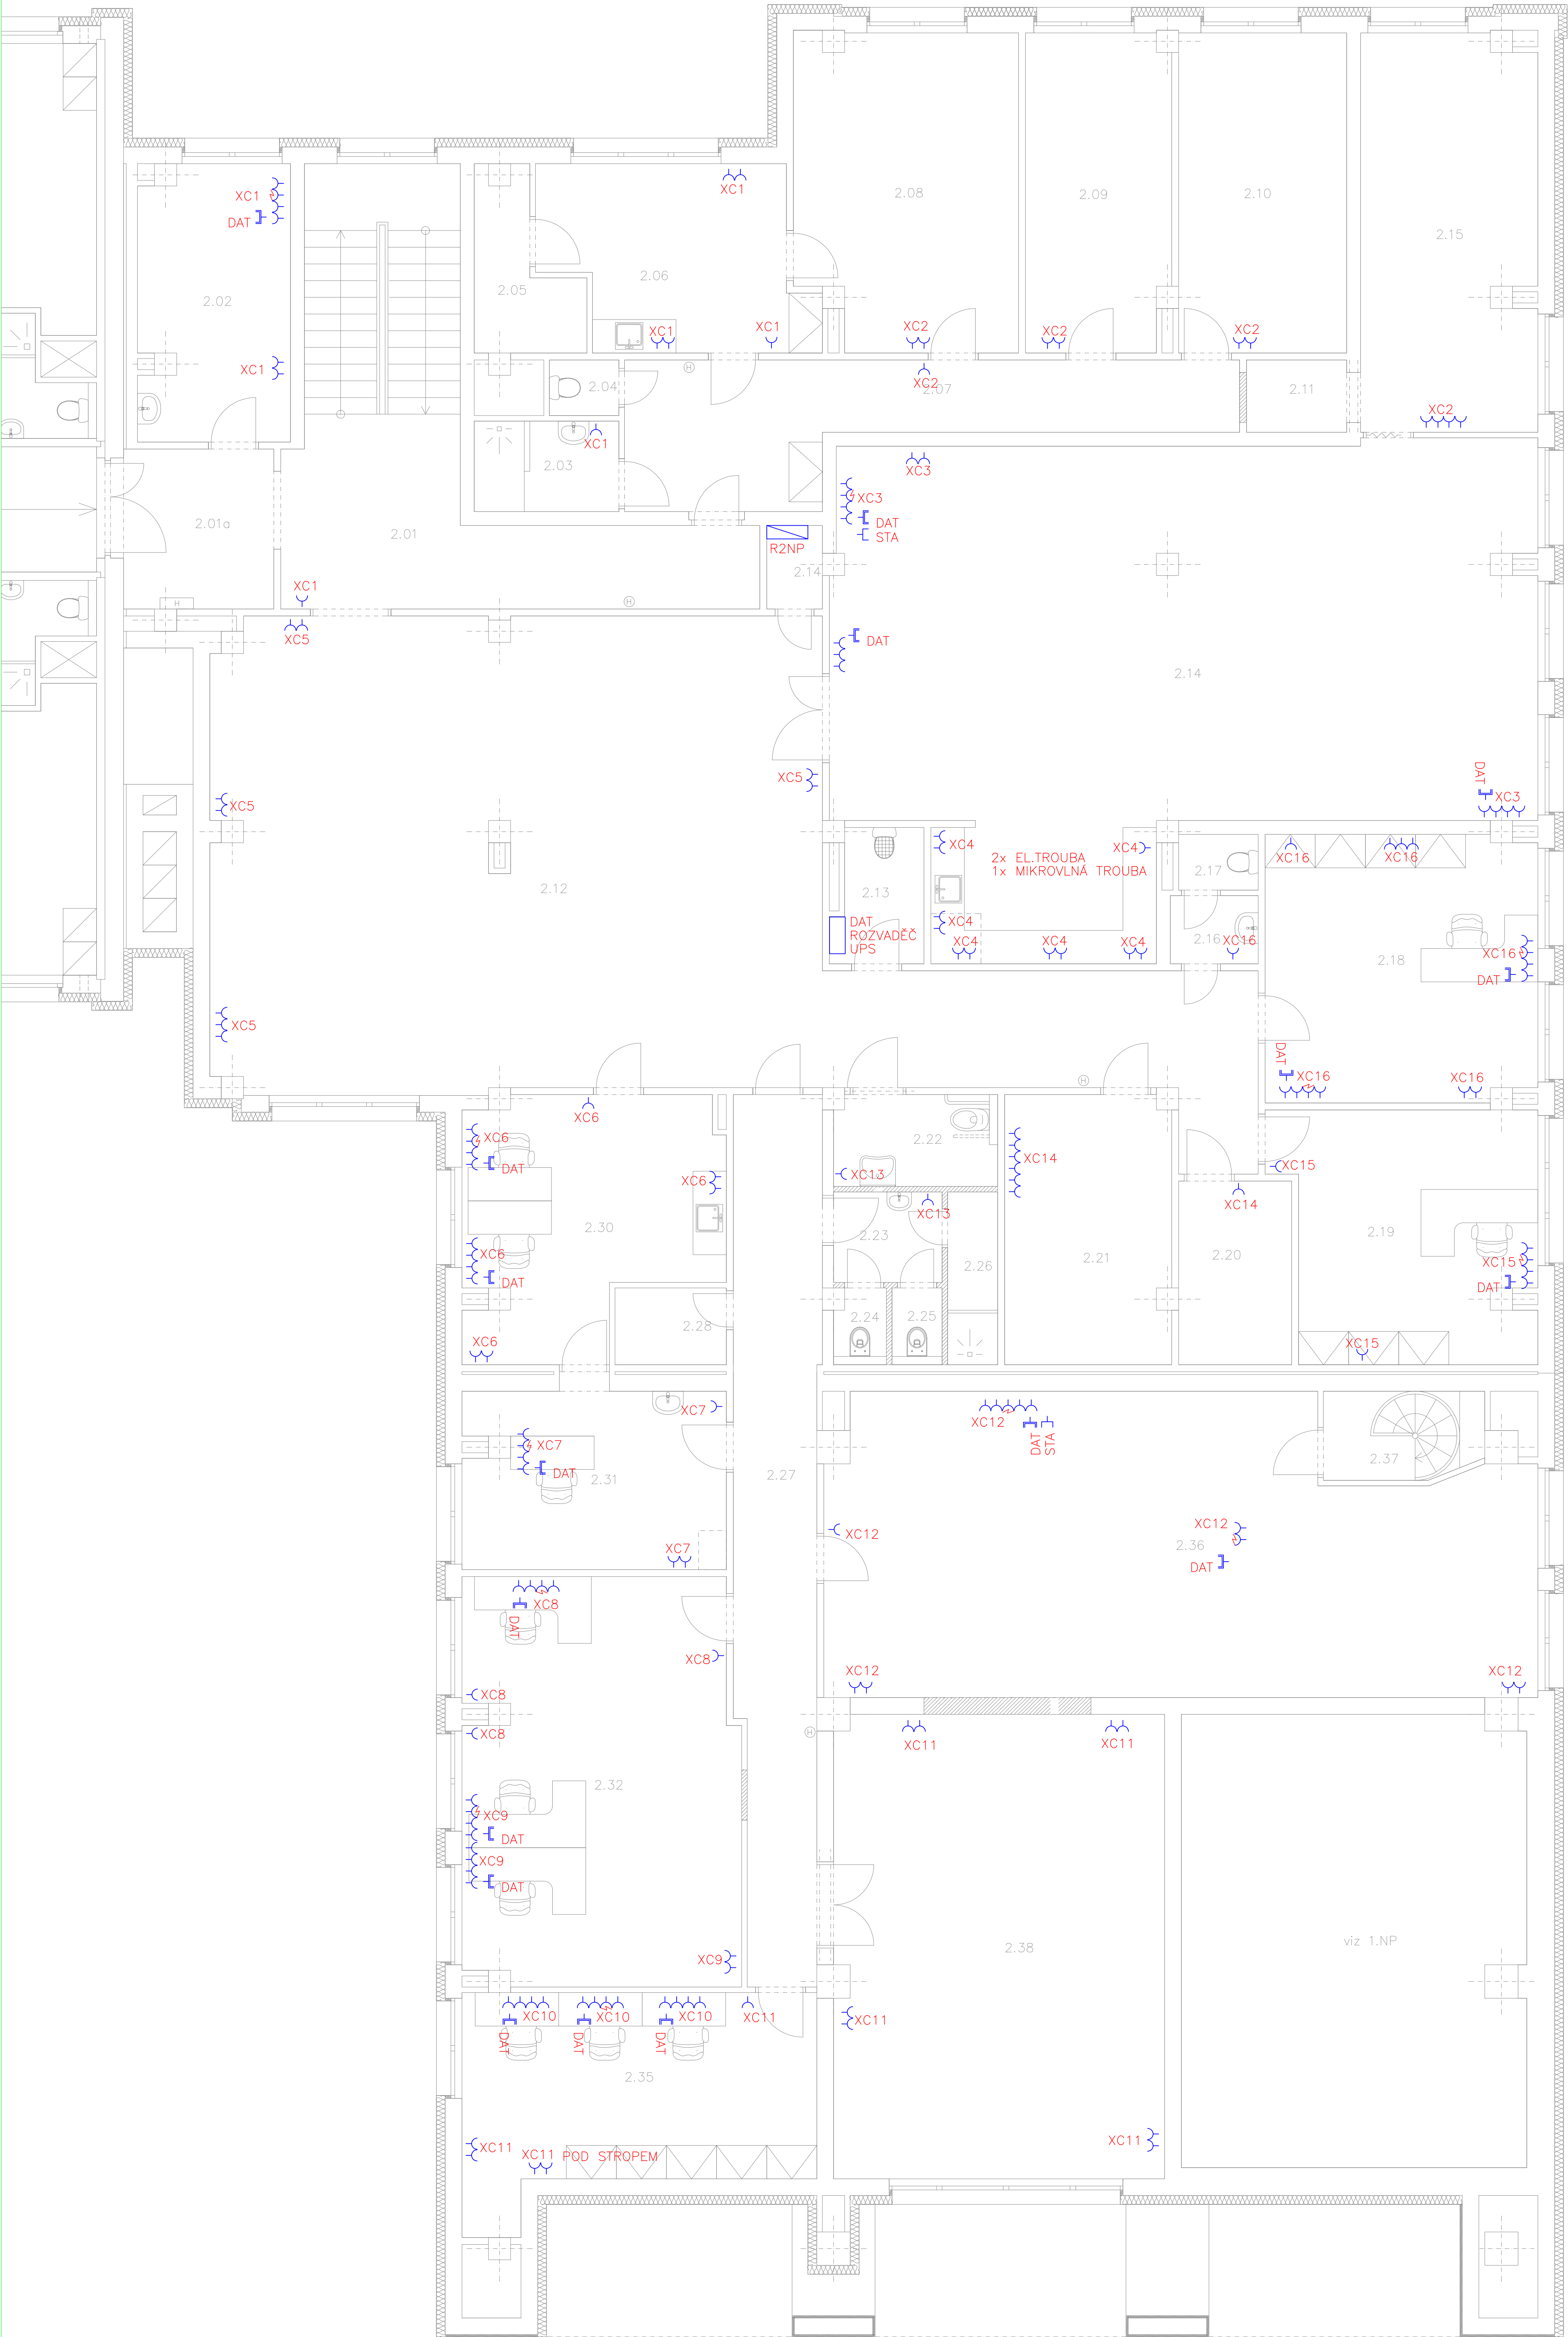 XC1
XC1
DAT
2.08
2.09
2.10
2.15
2.06
2.05
2.02
XC1
XC1
XC2
XC2
XC2
XC1
H
XC2
2.07
2.04
2.11
XC2
XC1
2.03
XC3
XC3
DAT
STA
2.01a
2.01
R2NP
2.14
XC1
H
H
XC5
DAT
2.14
XC5
XC5
DAT
XC3
XC4
2x EL.TROUBA
1x MIKROVLNÁ TROUBA
XC4
XC16
XC16
2.17
2.12
2.13
DAT
ROZVADĚČ
UPS
XC4
XC4
XC4
XC4
2.16
XC16
2.18
XC16
DAT
XC5
DAT
XC16
XC16
H
XC6
XC6
DAT
XC6
2.22
XC13
XC14
XC15
XC14
XC13
2.30
2.23
2.19
XC6
DAT
2.26
2.21
2.20
XC15
DAT
2.28
2.24
2.25
XC6
XC15
XC7
XC12
DAT
STA
XC7
DAT
2.31
2.27
2.37
XC12
XC12
2.36
DAT
XC7
XC8
DAT
XC8
XC12
XC12
XC8
XC8
H
XC11
XC11
2.32
XC9
DAT
XC9
DAT
2.38
viz 1.NP
XC9
XC10
XC10
XC10
XC11
XC11
DAT
DAT
DAT
2.35
XC11
XC11
POD STROPEM
XC11